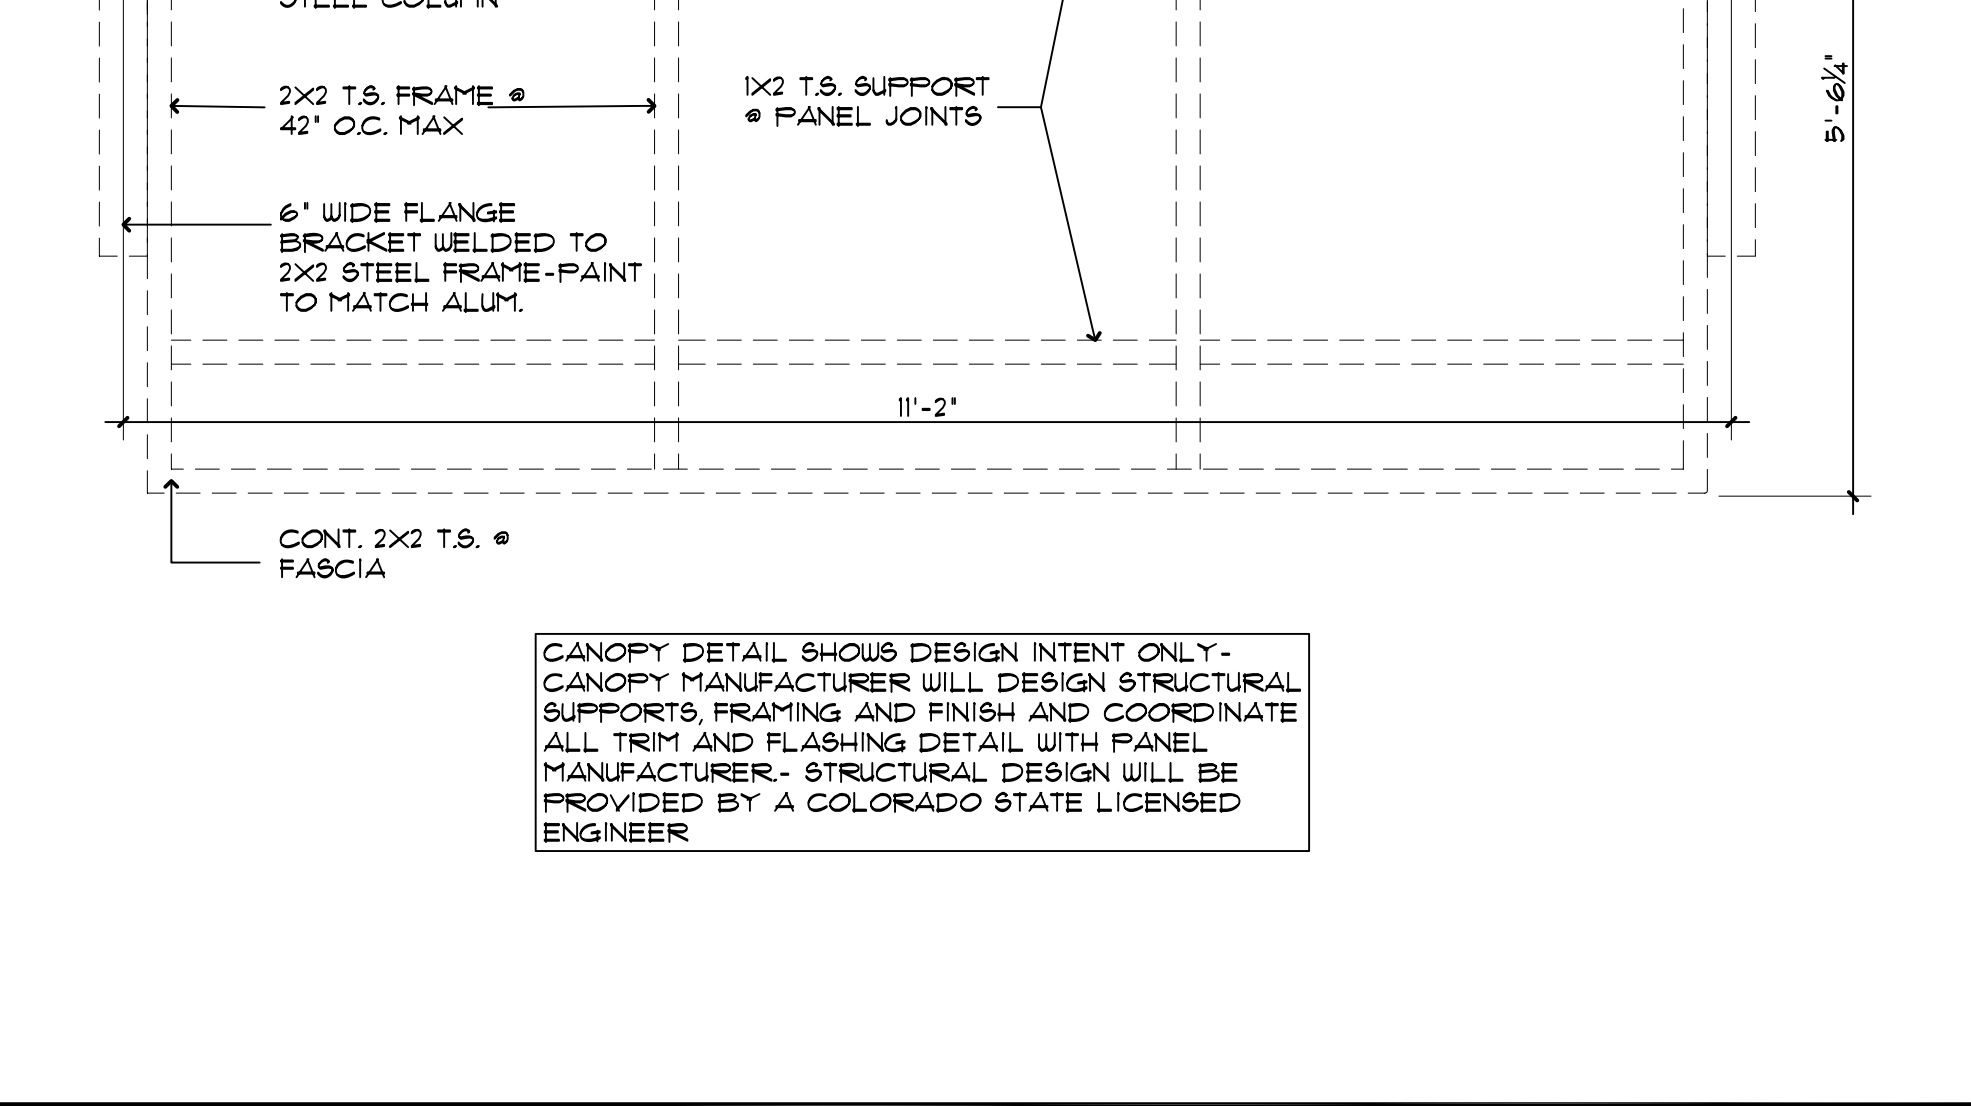 STEEL COLUMN
2X2 T.S. FRAME @
42" O.C. MAX
1X2 T.S. SUPPORT
@ PANEL JOINTS
5'-6¼"
6" WIDE FLANGE
BRACKET WELDED TO
2X2 STEEL FRAME-PAINT
TO MATCH ALUM.
11'-2"
CONT. 2X2 T.S. @
FASCIA
CANOPY DETAIL SHOWS DESIGN INTENT ONLY-
CANOPY MANUFACTURER WILL DESIGN STRUCTURAL
SUPPORTS, FRAMING AND FINISH AND COORDINATE
ALL TRIM AND FLASHING DETAIL WITH PANEL
MANUFACTURER.- STRUCTURAL DESIGN WILL BE
PROVIDED BY A COLORADO STATE LICENSED
ENGINEER